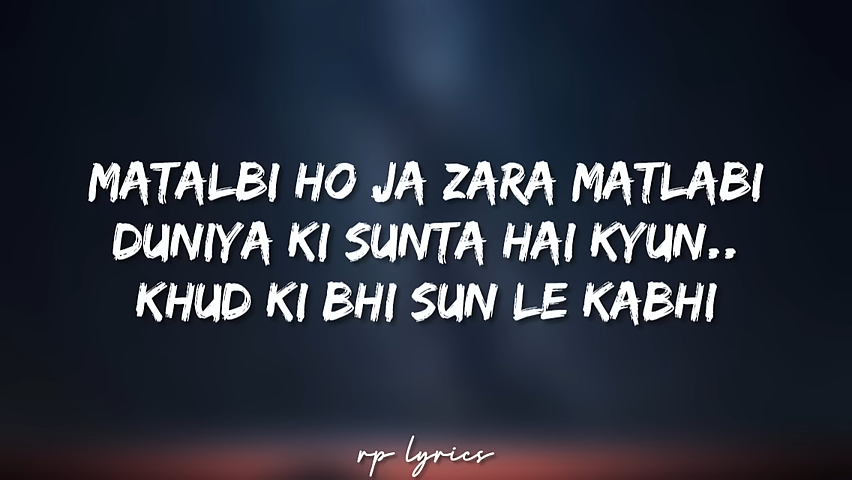 MATALBI HO JA ZARA MATLABI
DUNIYA KI SUNTA HAI KYUN..
KHUD KI BHI SUN LE KABHI
rp lyrics